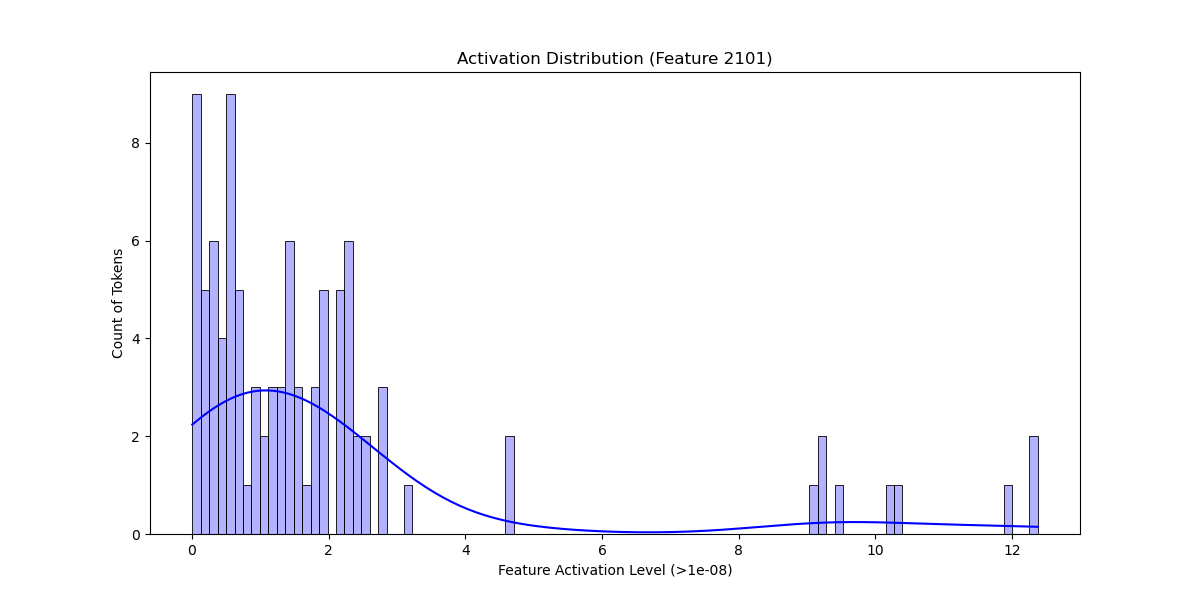 Activation Distribution (Feature 2101)
Count of Tokens
8
6
4
2
0
0 2 4 6 8 10 12
Feature Activation Level (>1e-08)